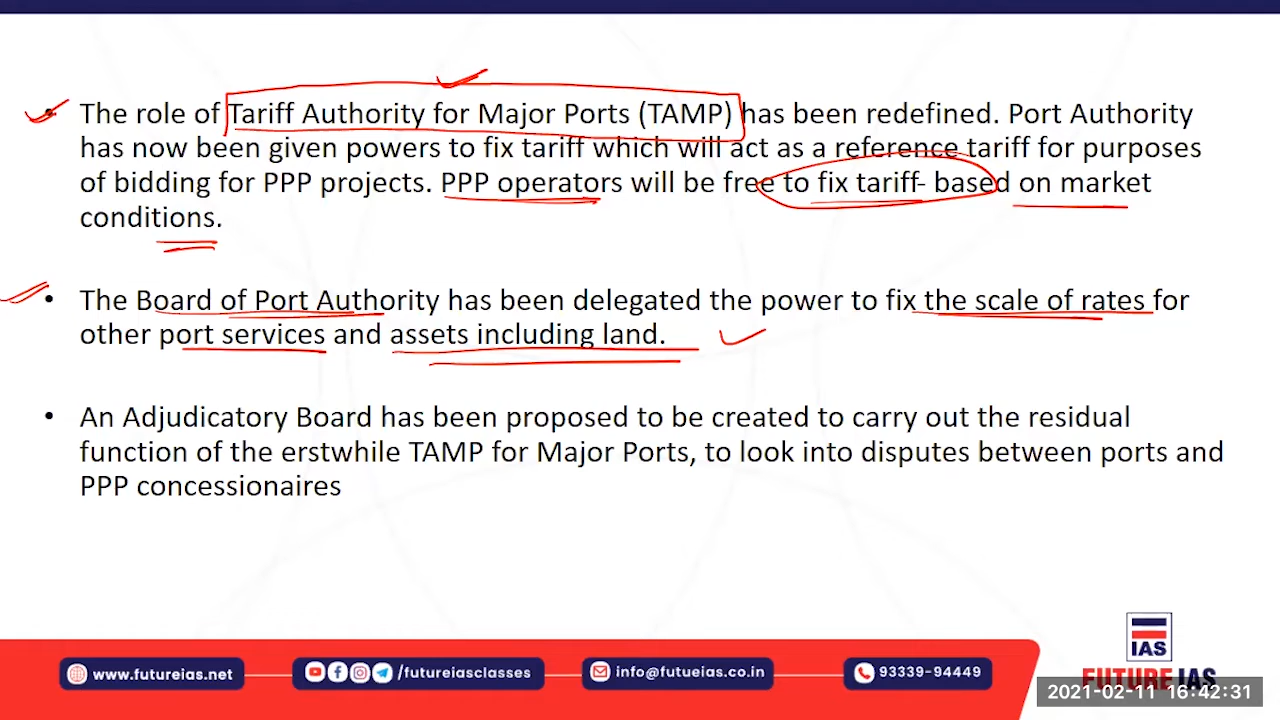 • The role of Tariff Authority for Major Ports (TAMP) has been redefined. Port Authority
has now been given powers to fix tariff which will act as a reference tariff for purposes
of bidding for PPP projects. PPP operators will be free to fix tariff- based on market
conditions.
• The Board of Port Authority has been delegated the power to fix the scale of rates for
other port services and assets including land.
• An Adjudicatory Board has been proposed to be created to carry out the residual
function of the erstwhile TAMP for Major Ports, to look into disputes between ports and
PPP concessionaires
IAS
FUTURE IAS
www.futureias.net
/futureiasclasses
info@futueias.co.in
93339-94449
2021-02-11 16:42:31